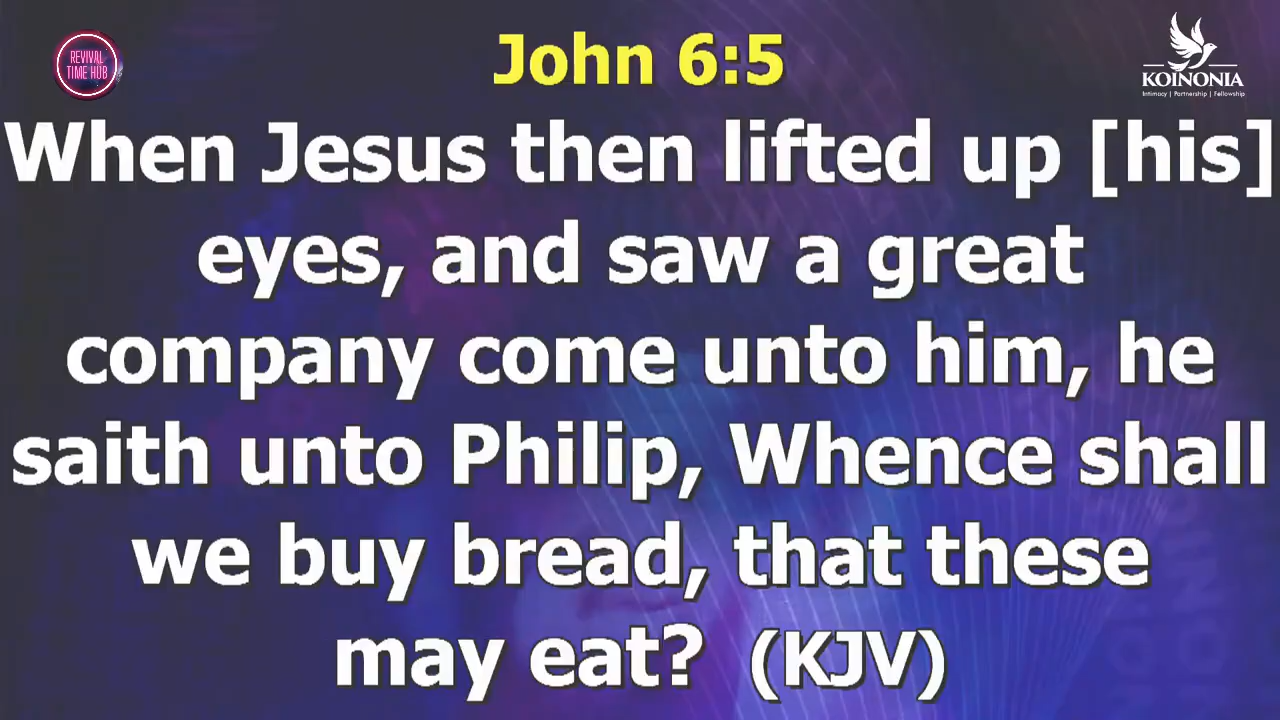 REVIVAL
TIME HUB
John 6:5
KOINONIA
Intimacy | Partnership | Fellowship
When Jesus then lifted up [his]
eyes, and saw a great
company come unto him, he
saith unto Philip, Whence shall
we buy bread, that these
may eat? (KJV)